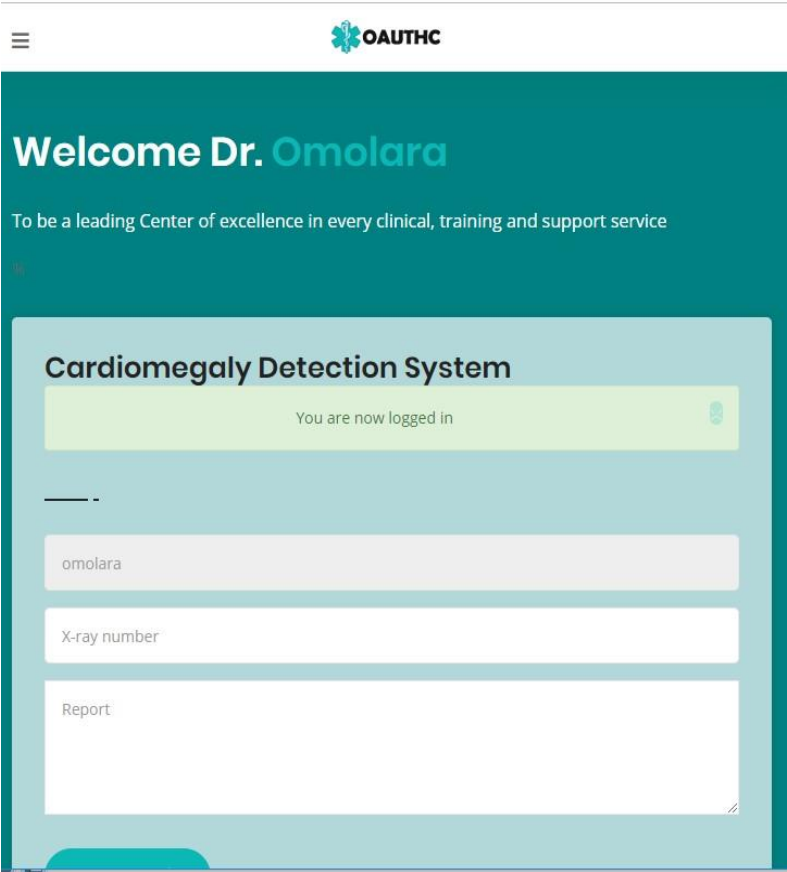 OAUTHC
Welcome Dr. Omolara
To be a leading Center of excellence in every clinical, training and support service
Cardiomegaly Detection System
You are now logged in
omolara
X-ray number
Report